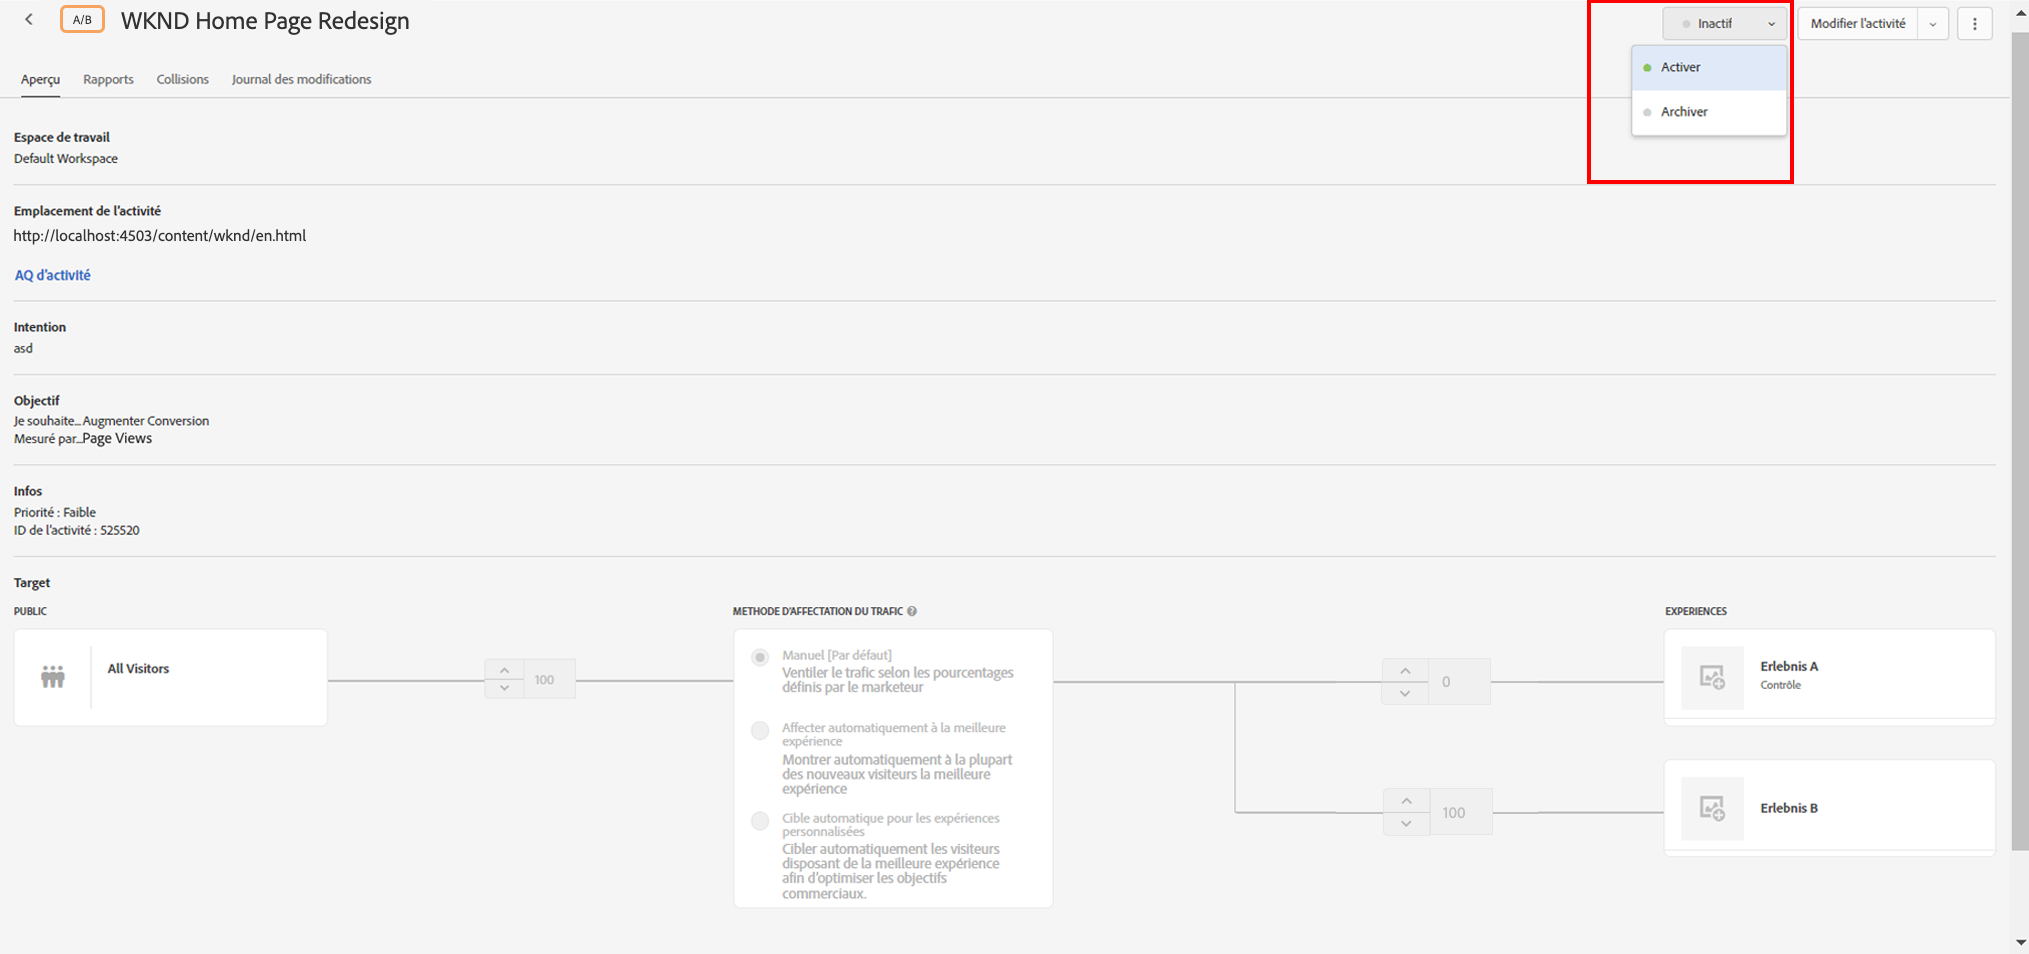 A/B
WKND Home Page Redesign
Inactif
Modifier l'activité
Activer
Archiver
Aperçu
Rapports
Collisions
Journal des modifications
Espace de travail
Default Workspace
Emplacement de l'activité
http://localhost:4503/content/wknd/en.html
AQ d'activité
Intention
asd
Objectif
Je souhaite... Augmenter Conversion
Mesuré par...Page Views
Infos
Priorité : Faible
ID de l'activité : 525520
Target
PUBLIC
METHODE D'AFFECTATION DU TRAFIC ?
EXPERIENCES
All Visitors
100
Manuel [Par défaut]
Ventiler le trafic selon les pourcentages
définis par le marketeur
Affecter automatiquement à la meilleure
expérience
Montrer automatiquement à la plupart
des nouveaux visiteurs la meilleure
expérience
Cible automatique pour les expériences
personnalisées
Cibler automatiquement les visiteurs
disposant de la meilleure expérience
afin d'optimiser les objectifs
commerciaux.
0
Erlebnis A
Contrôle
100
Erlebnis B